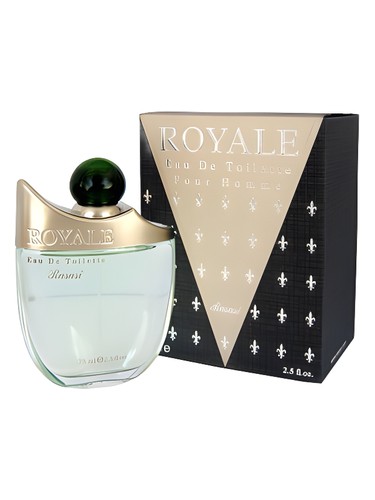 ROYALE
Eau De Toilette
Pour Homme
Rasasi
2.5 fl.oz.
ROYALE
Eau De Toilette
Rasasi